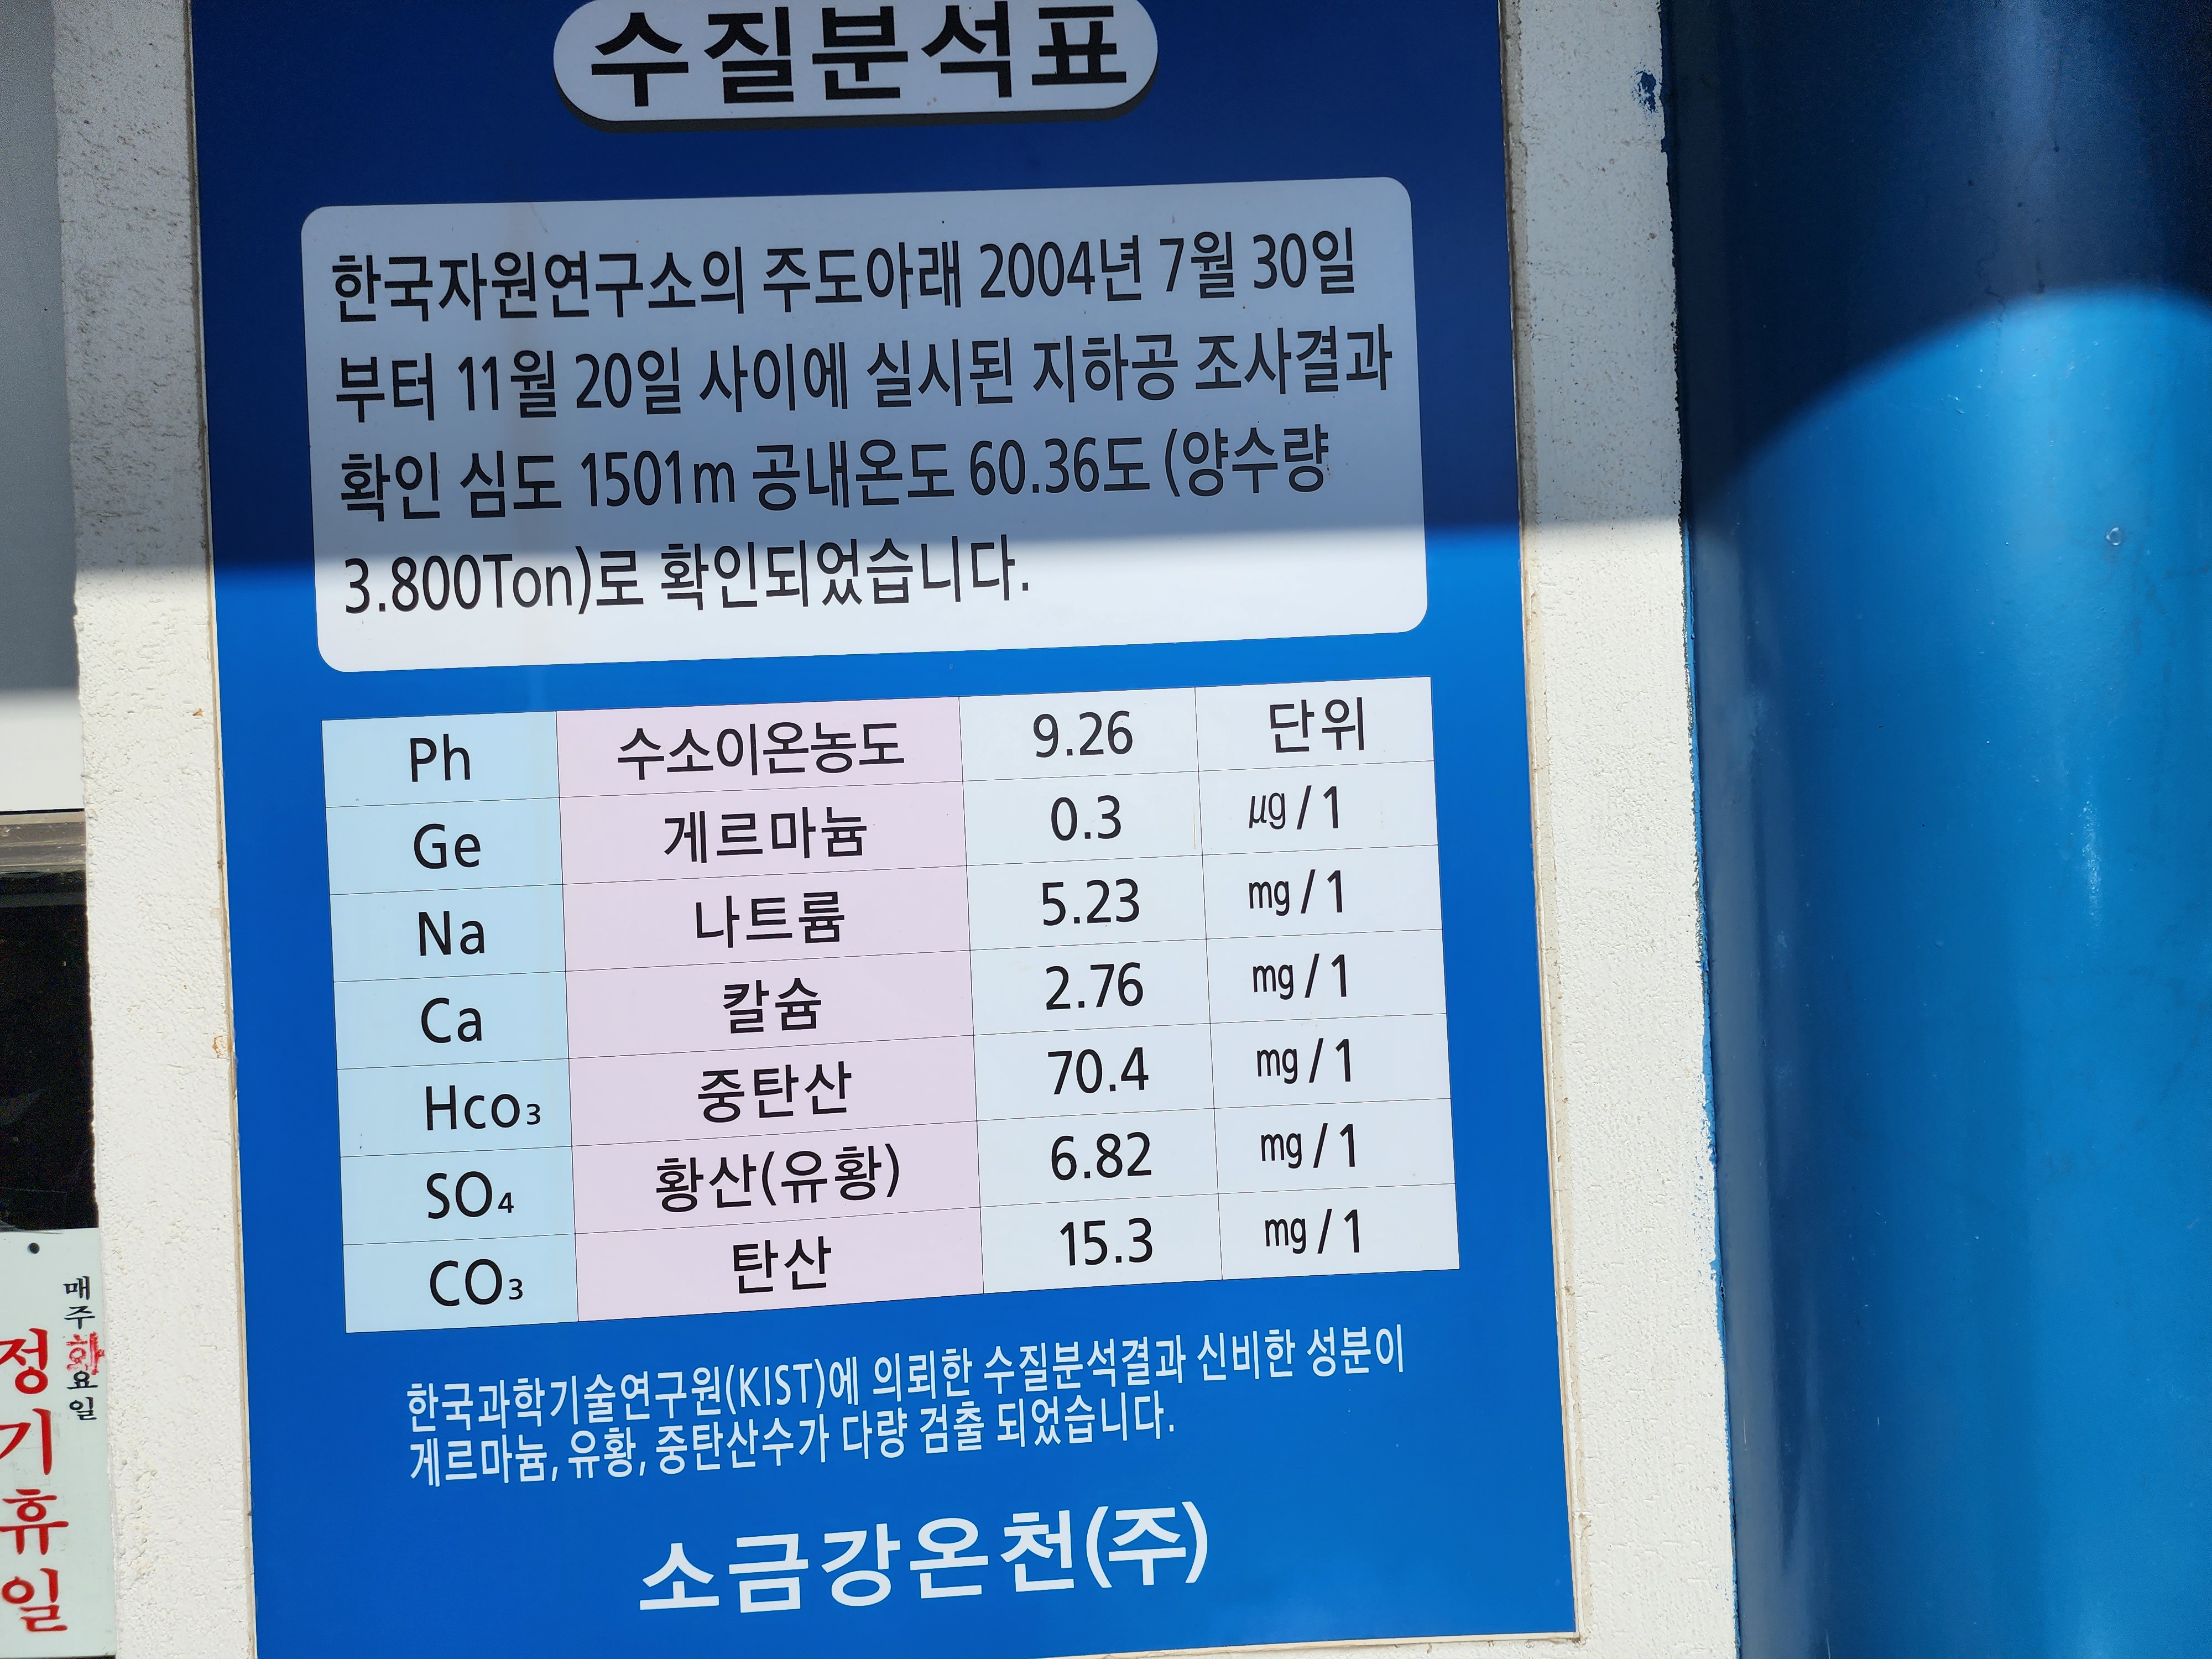 수질분석표
한국자원연구소의 주도아래 2004년 7월 30일
부터 11월 20일 사이에 실시된 지하공 조사결과
확인 심도 1501m 공내온도 60.36도 (양수량
3.800Ton)로 확인되었습니다.
Ph 수소이온농도 9.26 단위
Ge 게르마늄 0.3 ㎍/1
Na 나트륨 5.23 ㎎/1
Ca 칼슘 2.76 ㎎/1
Hco₃ 중탄산 70.4 ㎎/1
SO₄ 황산(유황) 6.82 ㎎/1
CO₃ 탄산 15.3 ㎎/1
한국과학기술연구원(KIST)에 의뢰한 수질분석결과 신비한 성분이
게르마늄, 유황, 중탄산수가 다량 검출 되었습니다.
소금강온천(주)
매주화요일
정기휴일